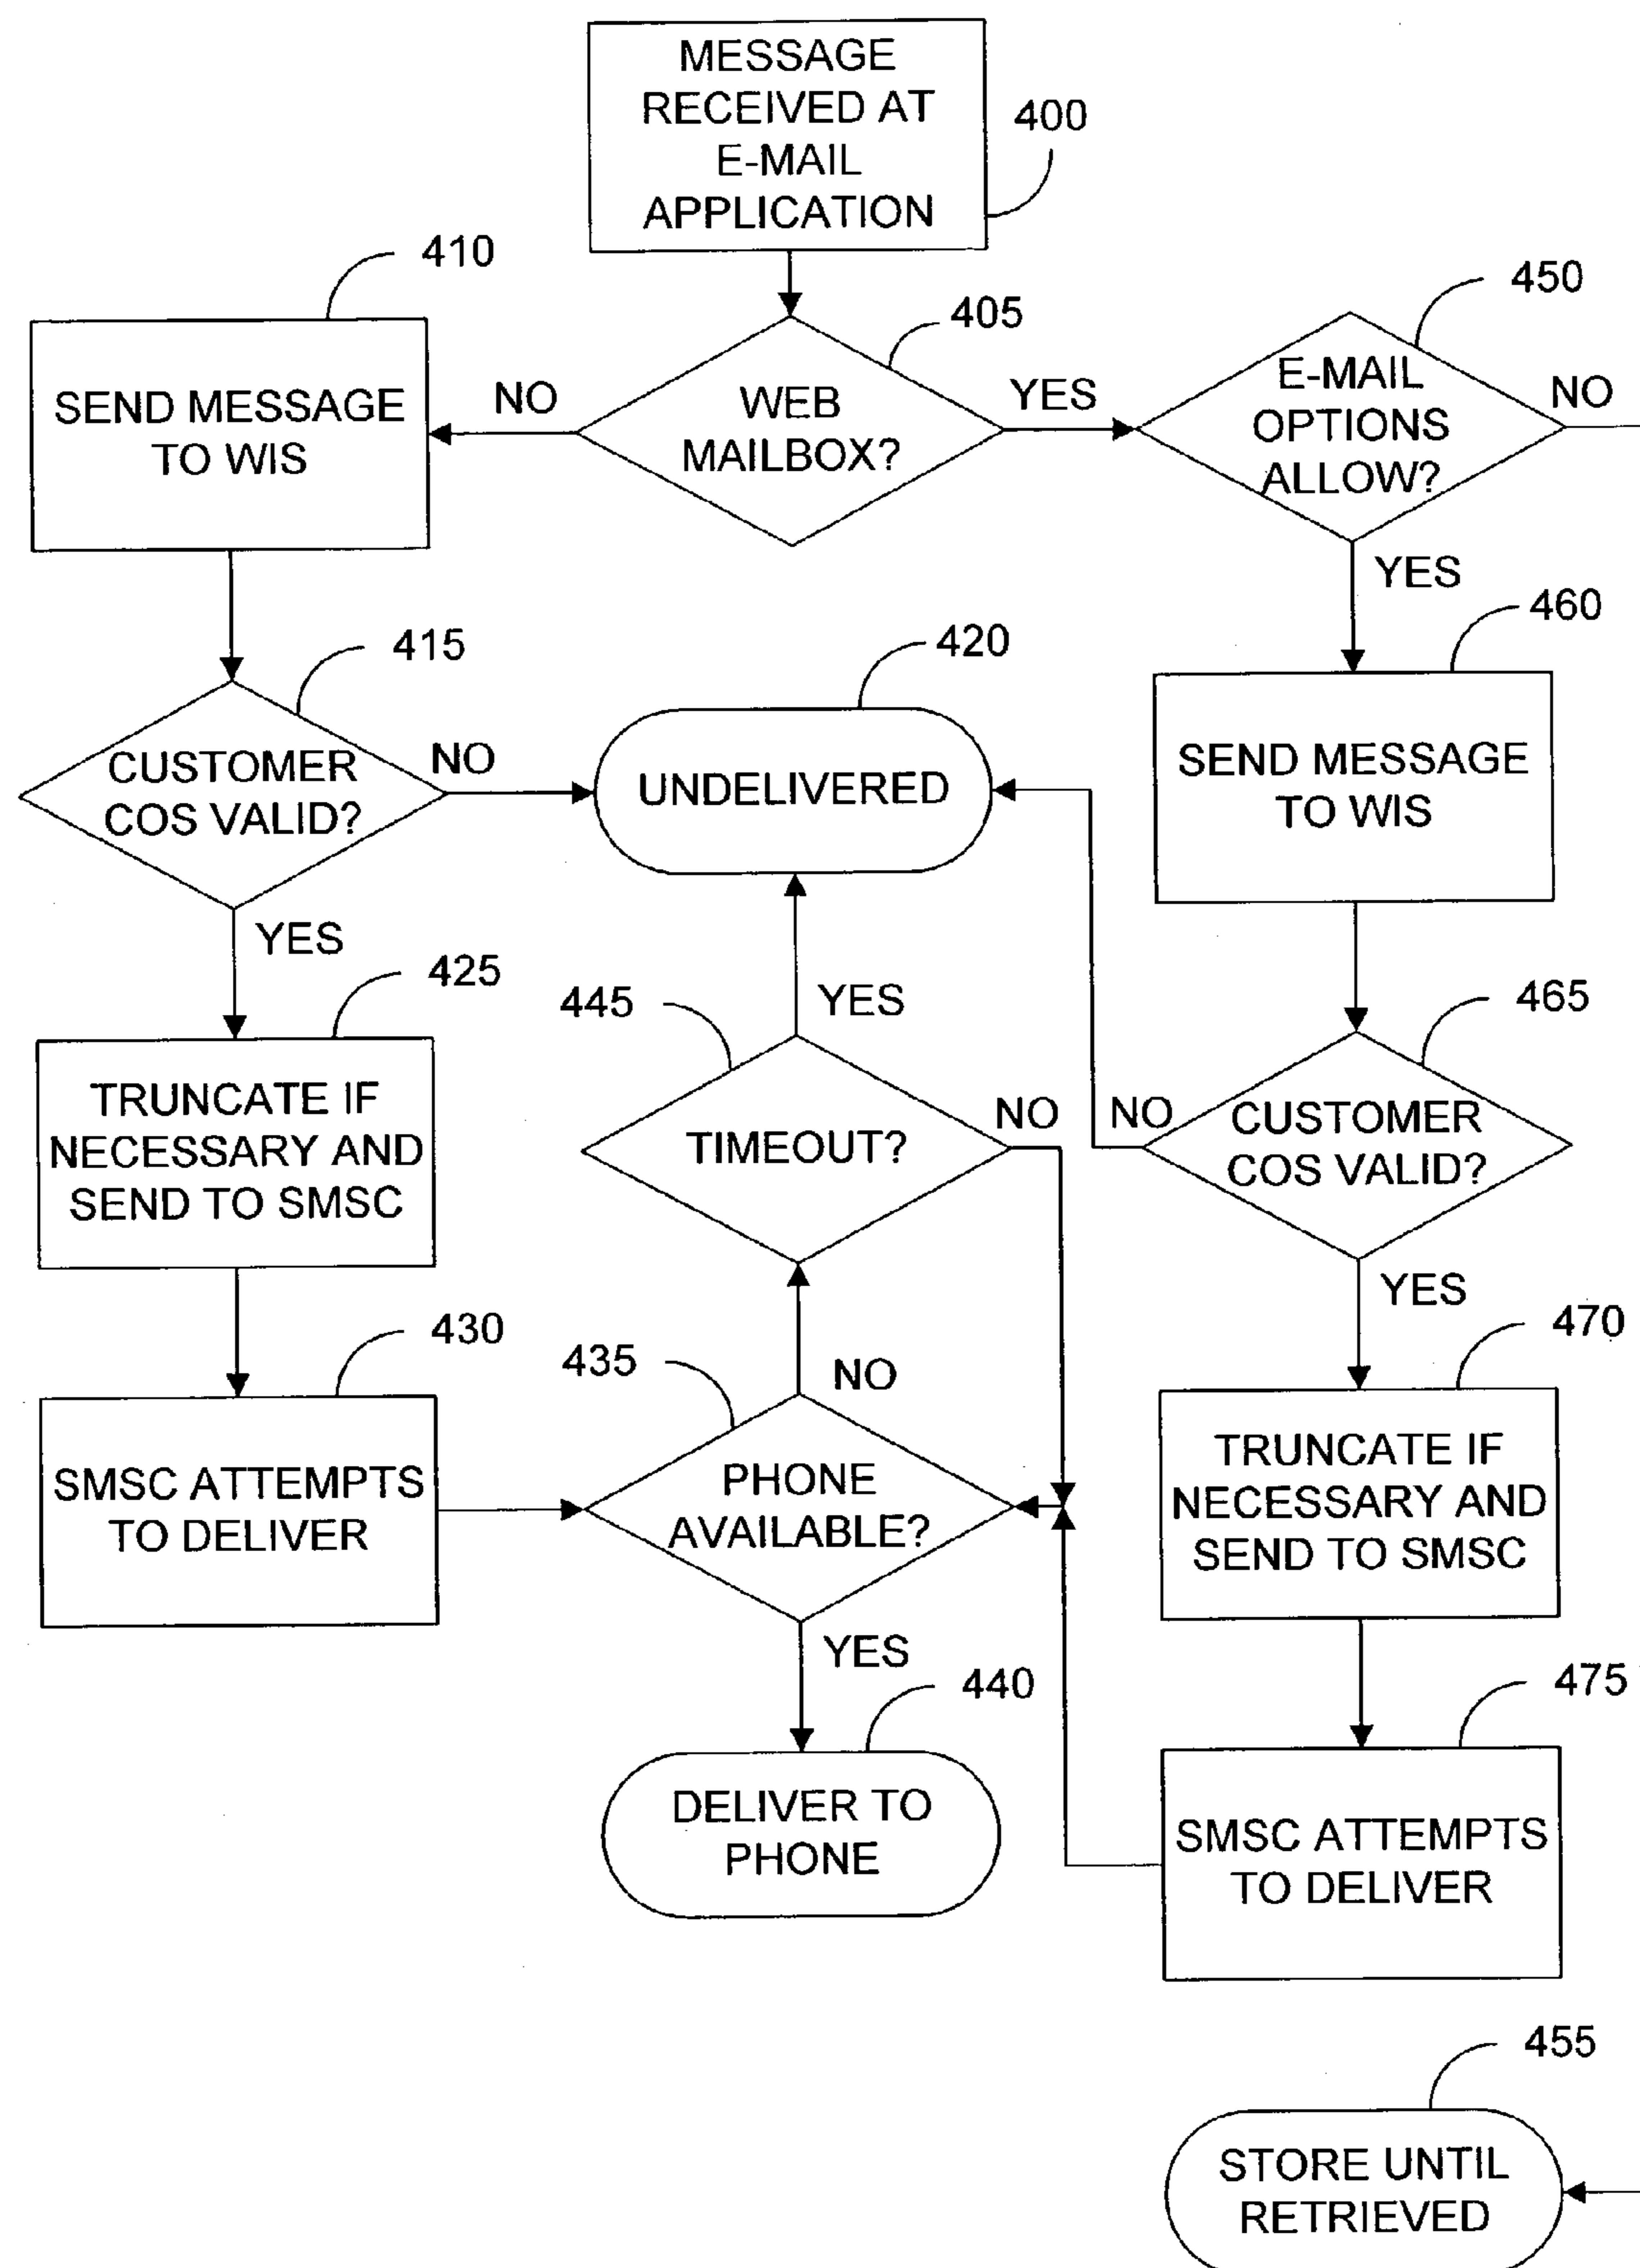 MESSAGE
RECEIVED AT
E-MAIL
APPLICATION
400
405
WEB
MAILBOX?
NO
YES
410
SEND MESSAGE
TO WIS
450
E-MAIL
OPTIONS
ALLOW?
NO
YES
415
CUSTOMER
COS VALID?
NO
YES
420
UNDELIVERED
460
SEND MESSAGE
TO WIS
425
TRUNCATE IF
NECESSARY AND
SEND TO SMSC
445
YES
TIMEOUT?
NO
465
NO
CUSTOMER
COS VALID?
YES
430
SMSC ATTEMPTS
TO DELIVER
435
NO
PHONE
AVAILABLE?
YES
470
TRUNCATE IF
NECESSARY AND
SEND TO SMSC
440
DELIVER TO
PHONE
475
SMSC ATTEMPTS
TO DELIVER
455
STORE UNTIL
RETRIEVED